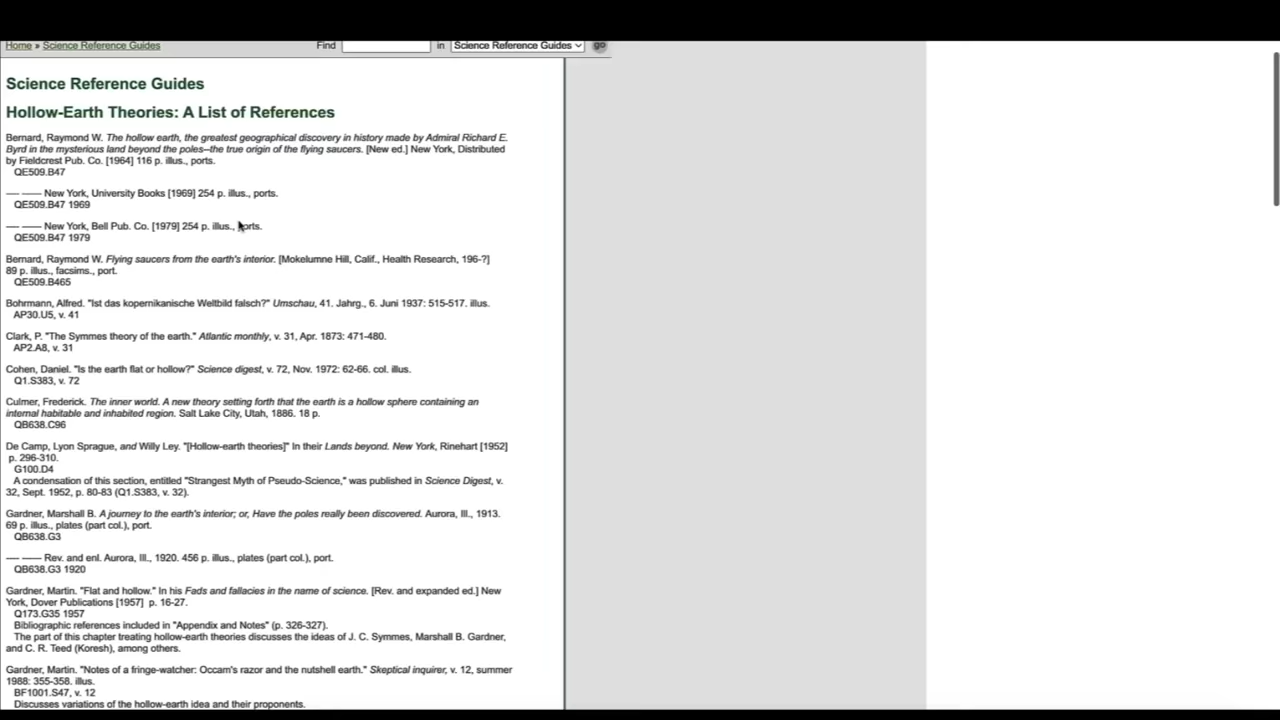 Home » Science Reference Guides Find in Science Reference Guides go
Science Reference Guides
Hollow-Earth Theories: A List of References
Bernard, Raymond W. The hollow earth, the greatest geographical discovery in history made by Admiral Richard E.
Byrd in the mysterious land beyond the poles--the true origin of the flying saucers. [New ed.] New York, Distributed
by Fieldcrest Pub. Co. [1964] 116 p. illus., ports.
QE509.B47
— —— New York, University Books [1969] 254 p. illus., ports.
QE509.B47 1969
— —— New York, Bell Pub. Co. [1979] 254 p. illus., ports.
QE509.B47 1979
Bernard, Raymond W. Flying saucers from the earth's interior. [Mokelumne Hill, Calif., Health Research, 196-?]
89 p. illus., facsims., port.
QE509.B465
Bohrmann, Alfred. "Ist das kopernikanische Weltbild falsch?" Umschau, 41. Jahrg., 6. Juni 1937: 515-517. illus.
AP30.U5, v. 41
Clark, P. "The Symmes theory of the earth." Atlantic monthly, v. 31, Apr. 1873: 471-480.
AP2.A8, v. 31
Cohen, Daniel. "Is the earth flat or hollow?" Science digest, v. 72, Nov. 1972: 62-66. col. illus.
Q1.S383, v. 72
Culmer, Frederick. The inner world. A new theory setting forth that the earth is a hollow sphere containing an
internal habitable and inhabited region. Salt Lake City, Utah, 1886. 18 p.
QB638.C96
De Camp, Lyon Sprague, and Willy Ley. "[Hollow-earth theories]" In their Lands beyond. New York, Rinehart [1952]
p. 296-310.
G100.D4
A condensation of this section, entitled "Strangest Myth of Pseudo-Science," was published in Science Digest, v.
32, Sept. 1952, p. 80-83 (Q1.S383, v. 32).
Gardner, Marshall B. A journey to the earth's interior; or, Have the poles really been discovered. Aurora, Ill., 1913.
69 p. illus., plates (part col.), port.
QB638.G3
— —— Rev. and enl. Aurora, Ill., 1920. 456 p. illus., plates (part col.), port.
QB638.G3 1920
Gardner, Martin. "Flat and hollow." In his Fads and fallacies in the name of science. [Rev. and expanded ed.] New
York, Dover Publications [1957] p. 16-27.
Q173.G35 1957
Bibliographic references included in "Appendix and Notes" (p. 326-327).
The part of this chapter treating hollow-earth theories discusses the ideas of J. C. Symmes, Marshall B. Gardner,
and C. R. Teed (Koresh), among others.
Gardner, Martin. "Notes of a fringe-watcher: Occam's razor and the nutshell earth." Skeptical inquirer, v. 12, summer
1988: 355-358. illus.
BF1001.S47, v. 12
Discusses variations of the hollow-earth idea and their proponents.